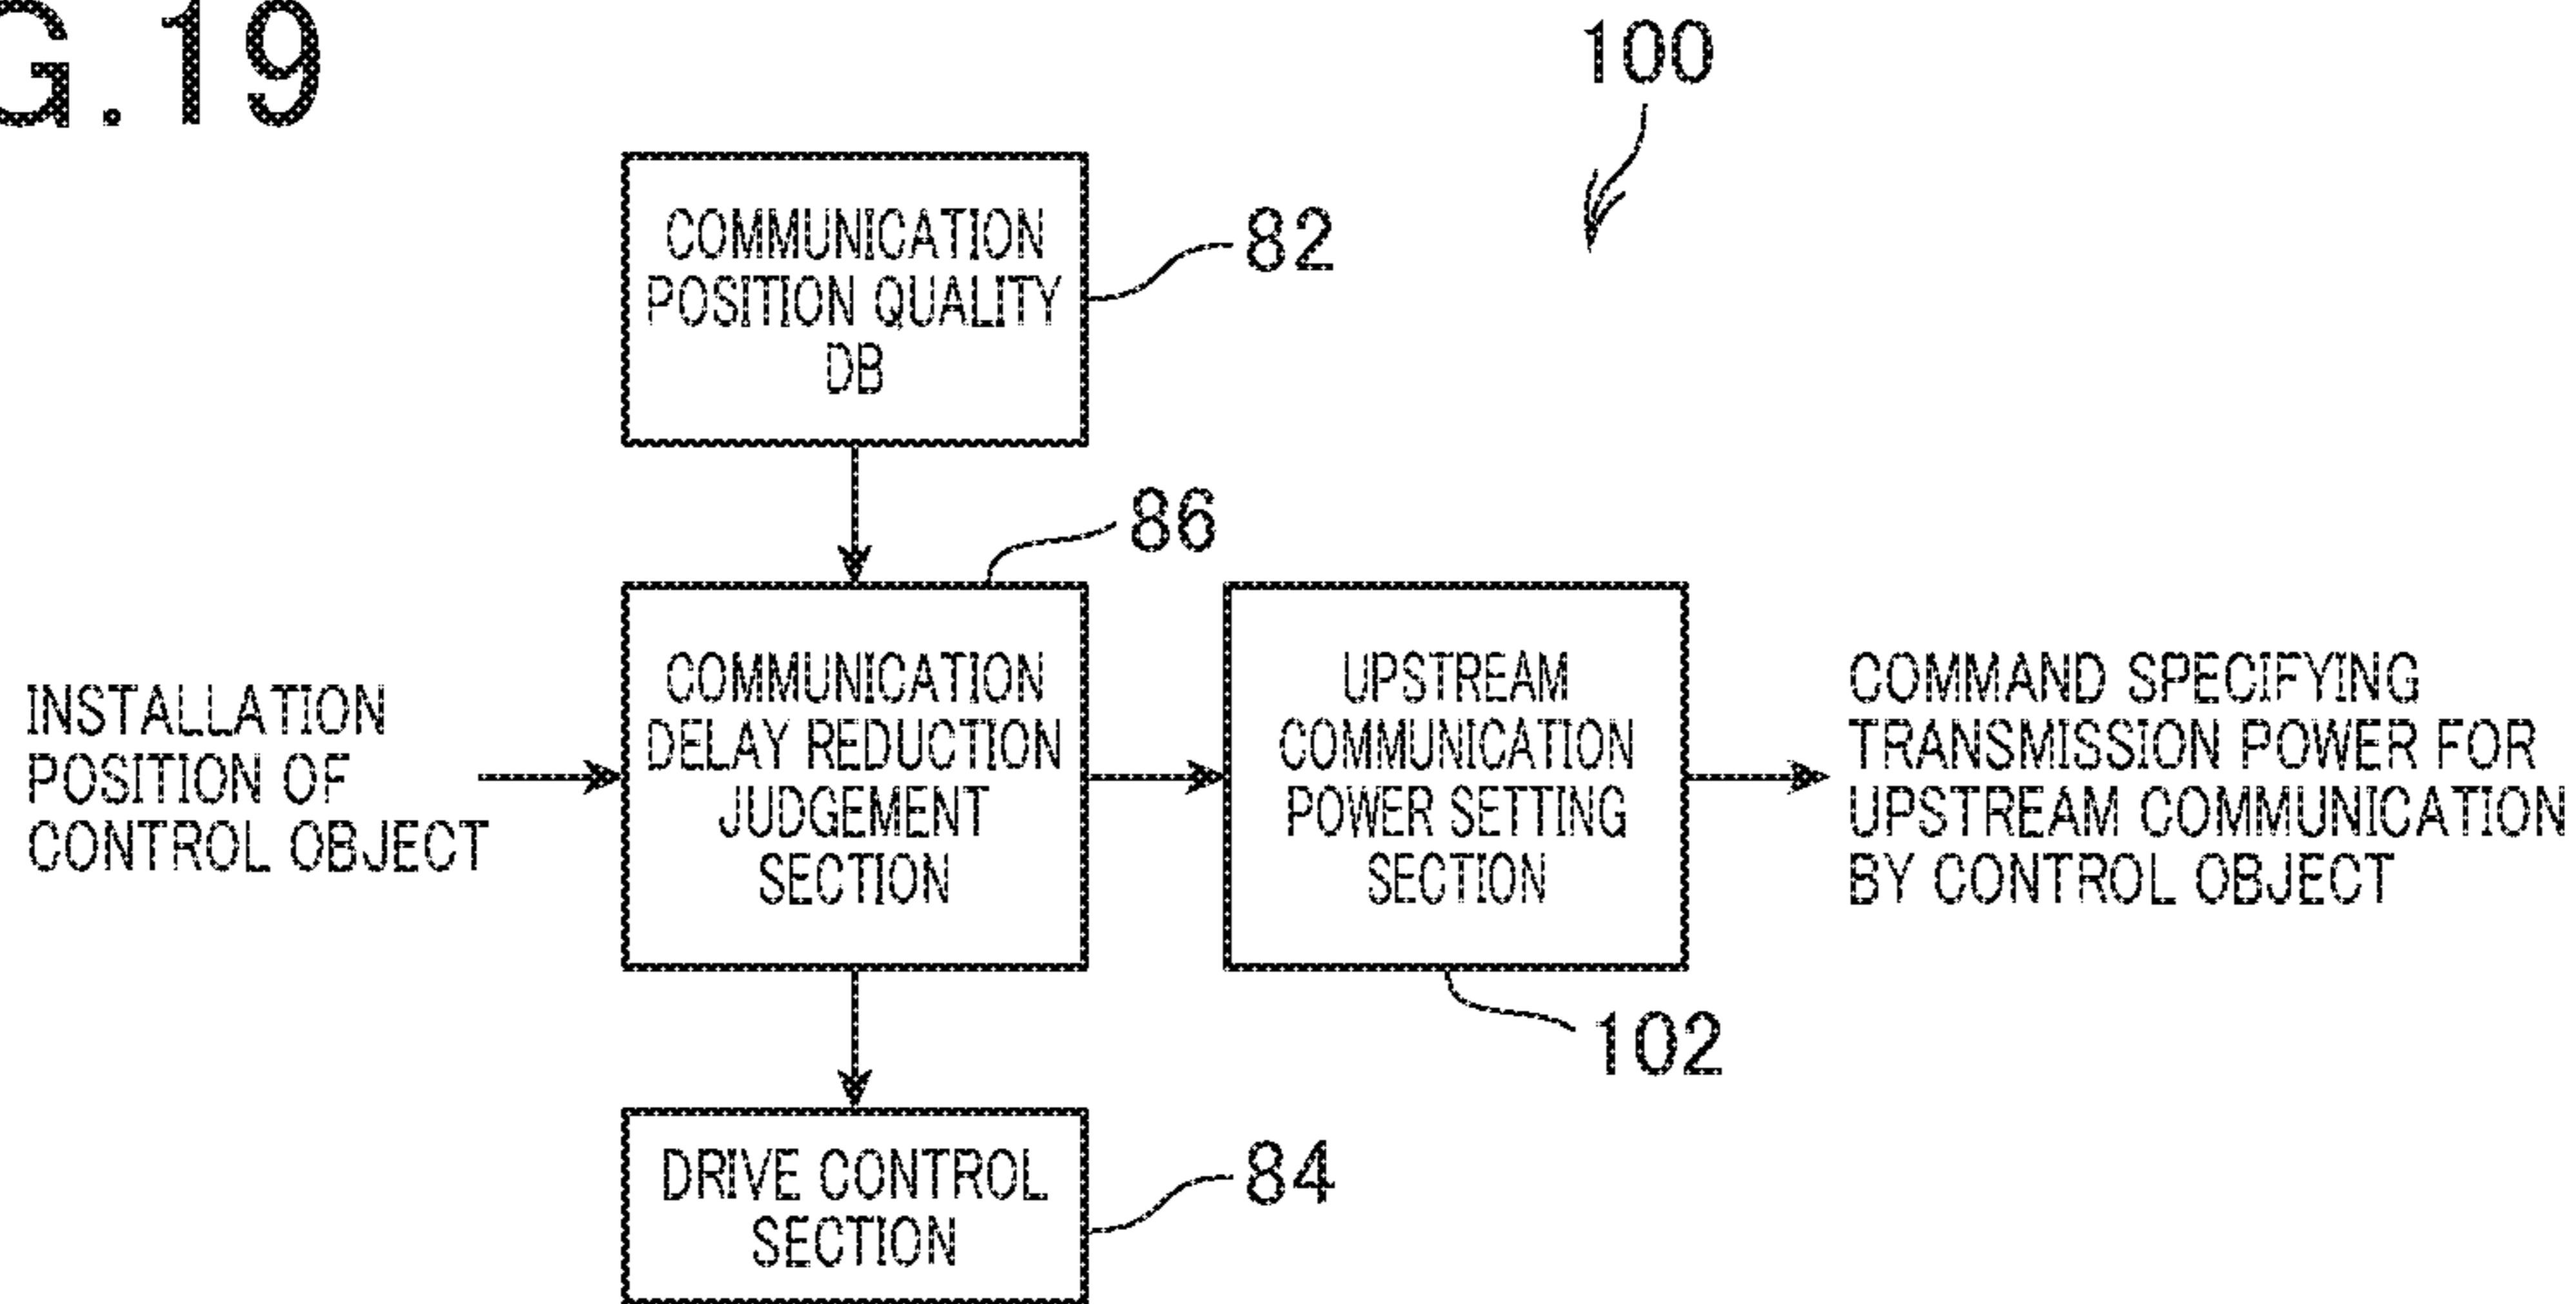 G.19
100
COMMUNICATION
POSITION QUALITY
DB
82
86
INSTALLATION
POSITION OF
CONTROL OBJECT
COMMUNICATION
DELAY REDUCTION
JUDGEMENT
SECTION
UPSTREAM
COMMUNICATION
POWER SETTING
SECTION
COMMAND SPECIFYING
TRANSMISSION POWER FOR
UPSTREAM COMMUNICATION
BY CONTROL OBJECT
102
DRIVE CONTROL
SECTION
84